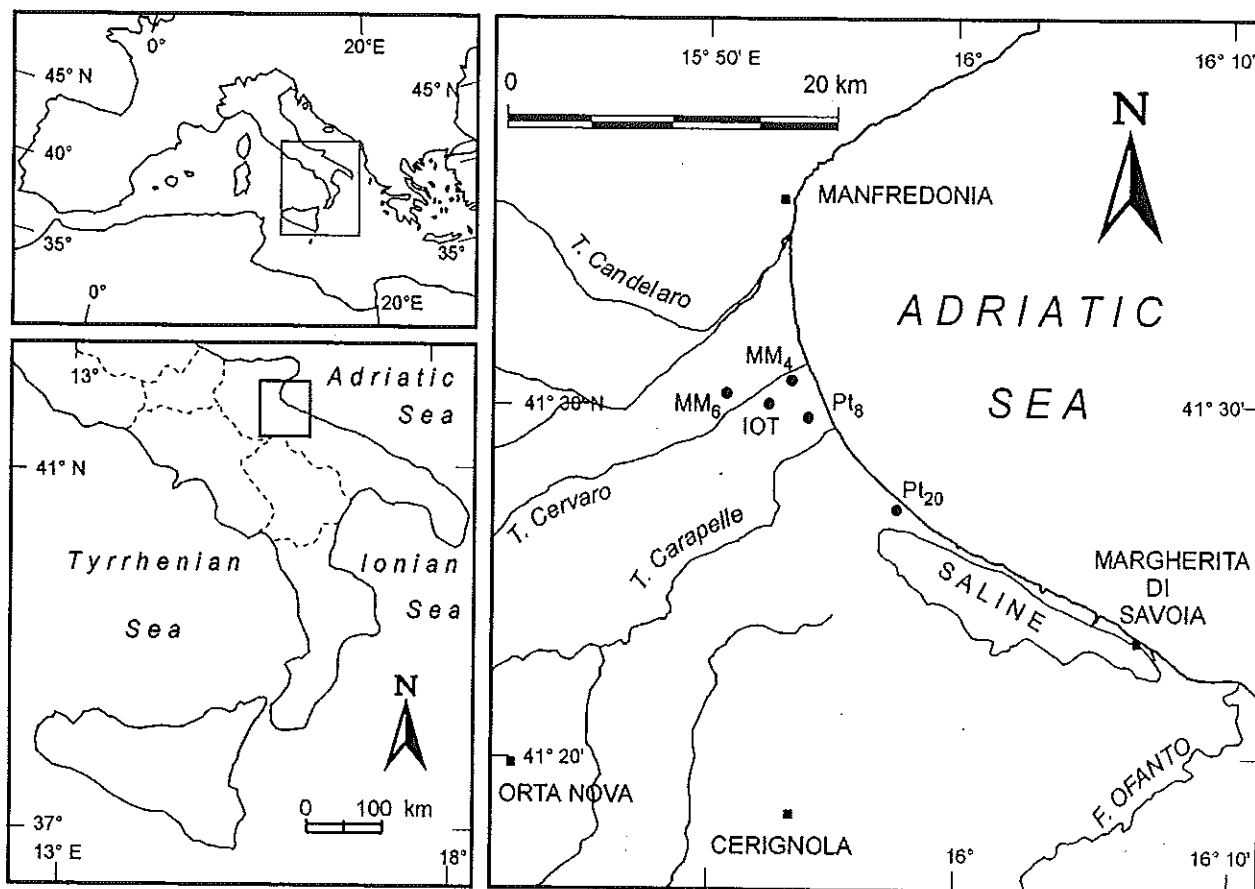 0°
20°E
45° N
45° N
40°
35°
35°
0°
20°E
13°
Adriatic
Sea
41° N
Tyrrhenian
Sea
Ionian
Sea
N
0 100 km
37°
13° E
18°
15° 50' E
16°
16° 10'
0 20 km
N
MANFREDONIA
T. Candelaro
ADRIATIC
SEA
MM4
41° 30' N
MM6
IOT
Pt8
41° 30'
T. Cervaro
Pt20
T. Carapelle
SALINE
MARGHERITA
DI
SAVOIA
41° 20'
ORTA NOVA
F. OFANTO
CERIGNOLA
16°
16° 10'